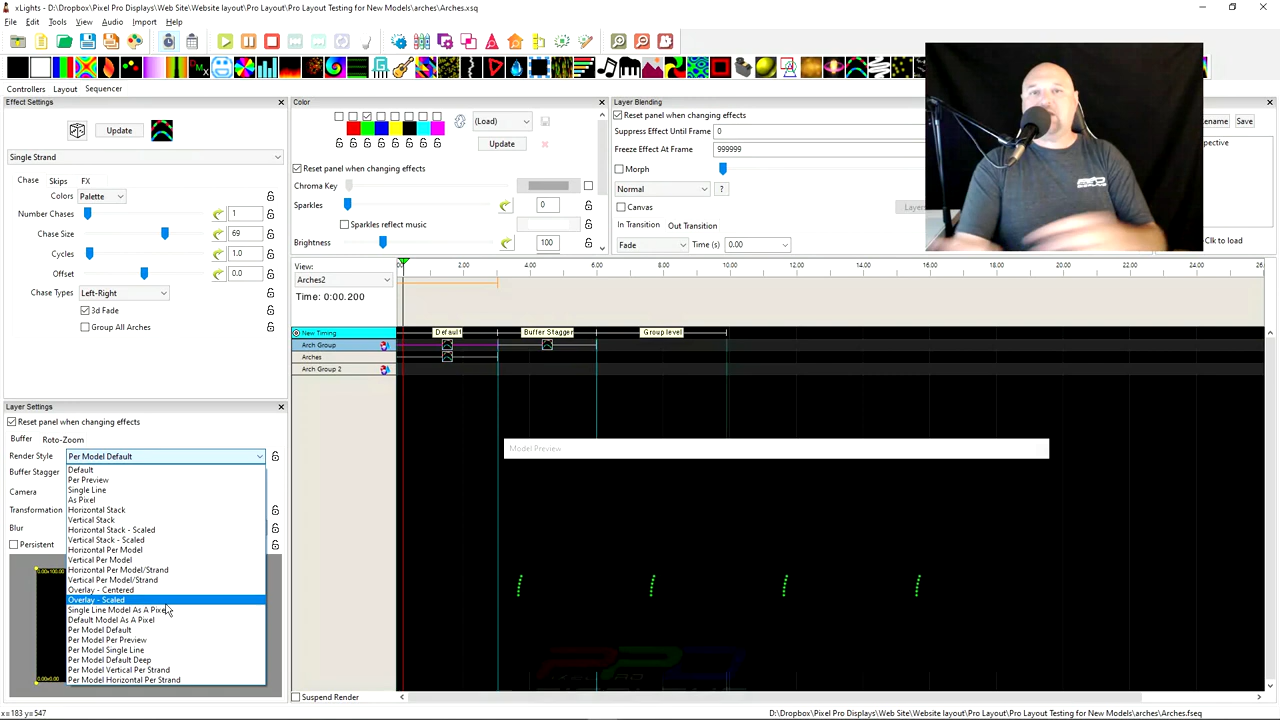 xLights - D:\Dropbox\Pixel Pro Displays\Web Site\Website layout\Pro Layout Testing for New Models\arches\Arches.xsq
File Edit Tools View Audio Import Help
Controllers Layout Sequencer
Effect Settings
Update
Single Strand
Chase Skips FX
Colors Palette
Number Chases 1
Chase Size 69
Cycles 1.0
Offset 0.0
Chase Types Left-Right
3d Fade
Group All Arches
Color
(Load)
Update
Reset panel when changing effects
Chroma Key
Sparkles 0
Sparkles reflect music
Brightness 100
Layer Blending
Reset panel when changing effects
Suppress Effect Until Frame 0
Freeze Effect At Frame 999999
Morph
Normal ?
Canvas
In Transition Out Transition
Fade Time (s) 0.00
Save
View:
Arches2
Time: 0:00.200
2.00 4.00 6.00 8.00 10.00 12.00 14.00 16.00 18.00 20.00 22.00 24.00
New Timing Default Buffer Stagger Group level
Arch Group
Arches
Arch Group 2
Model Preview
Layer Settings
Reset panel when changing effects
Buffer Roto-Zoom
Render Style Per Model Default
Buffer Stagger
Camera
Transformation
Blur
Persistent
Default
Per Preview
Single Line
As Pixel
Horizontal Stack
Vertical Stack
Horizontal Stack - Scaled
Vertical Stack - Scaled
Horizontal Per Model
Vertical Per Model
Horizontal Per Model/Strand
Vertical Per Model/Strand
Overlay - Centered
Overlay - Scaled
Single Line Model As A Pixel
Default Model As A Pixel
Per Model Default
Per Model Per Preview
Per Model Single Line
Per Model Default Deep
Per Model Vertical Per Strand
Per Model Horizontal Per Strand
Suspend Render
x=183 y=547
D:\Dropbox\Pixel Pro Displays\Web Site\Website layout\Pro Layout Testing for New Models\arches\Arches.fseq